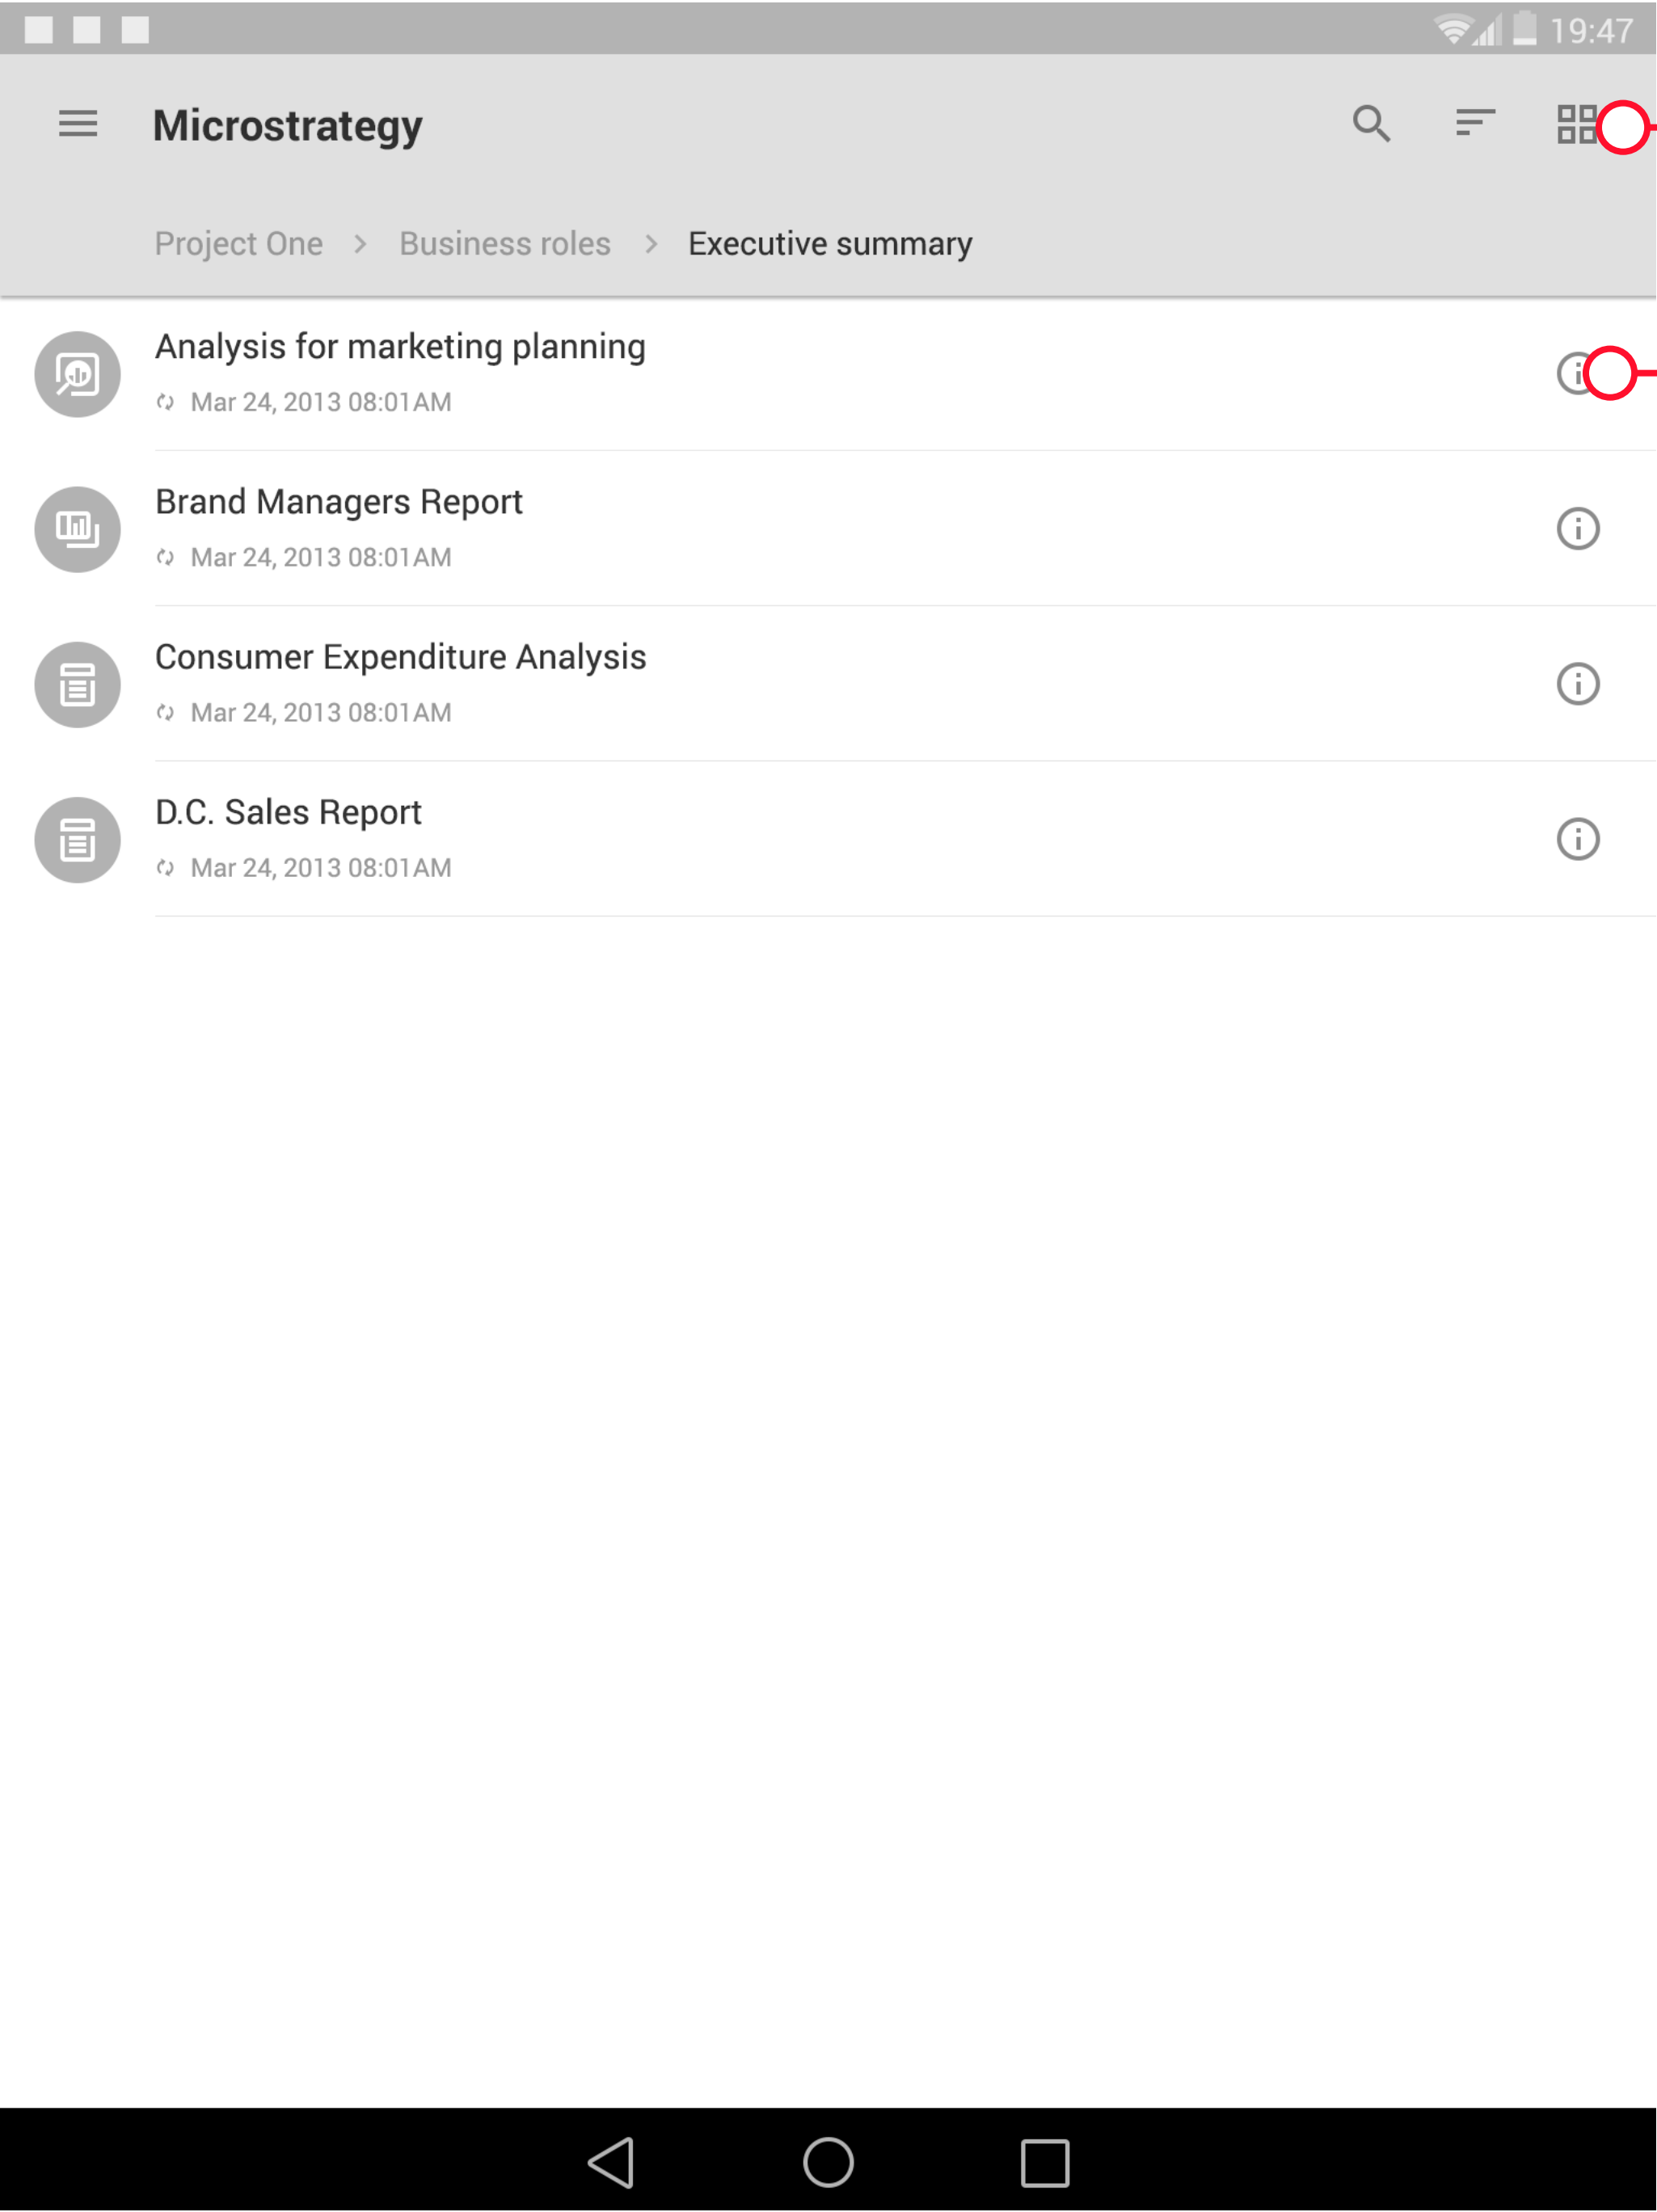 19:47
Microstrategy
Project One > Business roles > Executive summary
Analysis for marketing planning
Mar 24, 2013 08:01AM
Brand Managers Report
Mar 24, 2013 08:01AM
Consumer Expenditure Analysis
Mar 24, 2013 08:01AM
D.C. Sales Report
Mar 24, 2013 08:01AM